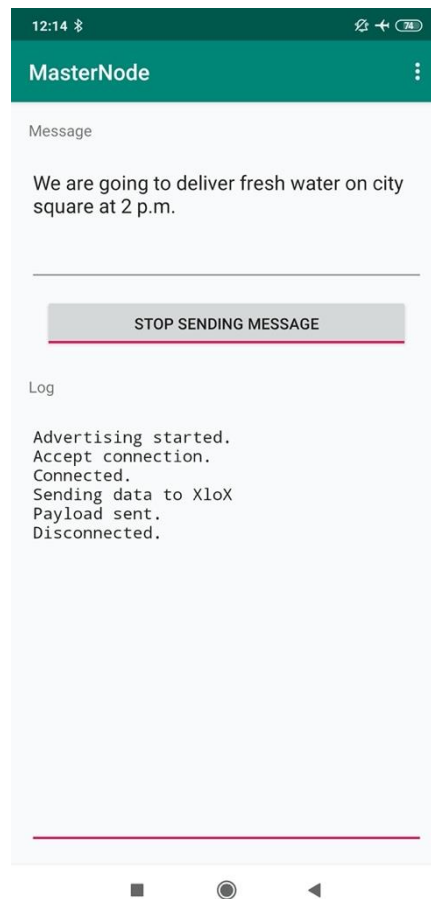 12:14
74
MasterNode
Message
We are going to deliver fresh water on city
square at 2 p.m.
STOP SENDING MESSAGE
Log
Advertising started.
Accept connection.
Connected.
Sending data to XloX
Payload sent.
Disconnected.